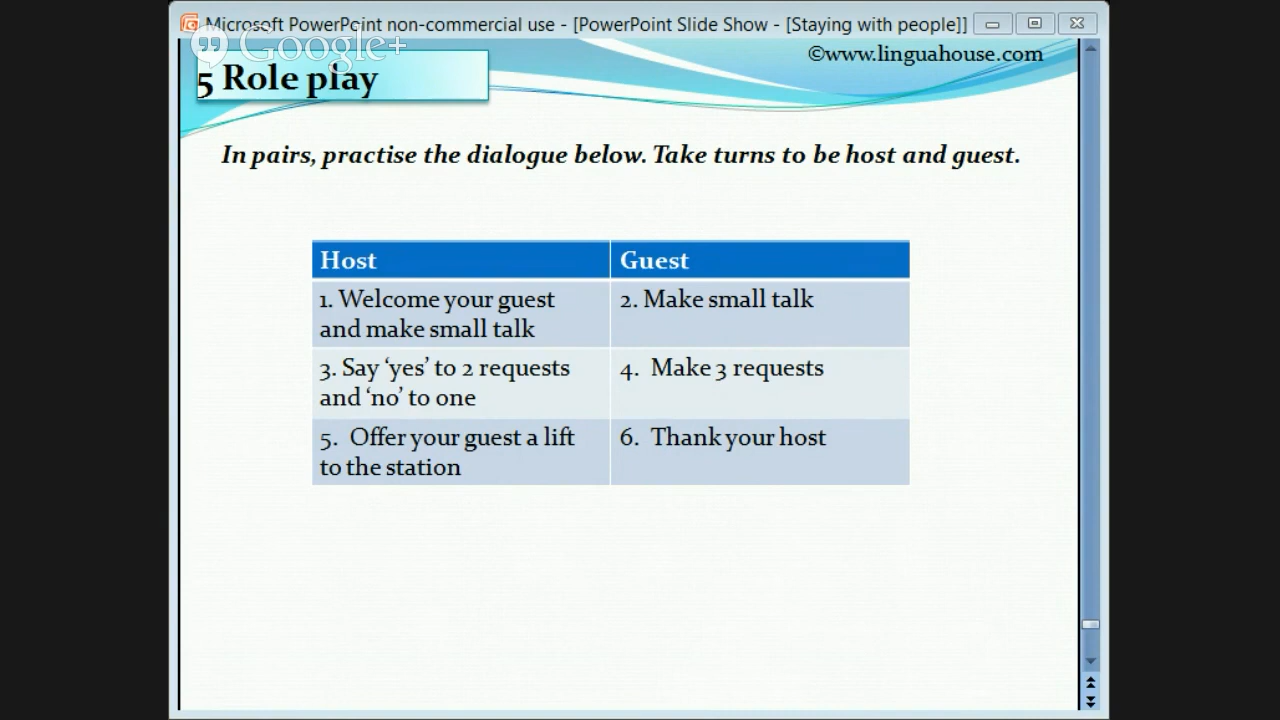 Microsoft PowerPoint non-commercial use - [PowerPoint Slide Show - [Staying with people]]
Google+
©www.linguahouse.com
5 Role play
In pairs, practise the dialogue below. Take turns to be host and guest.
Host
Guest
1. Welcome your guest
and make small talk
2. Make small talk
3. Say ‘yes’ to 2 requests
and ‘no’ to one
4. Make 3 requests
5. Offer your guest a lift
to the station
6. Thank your host